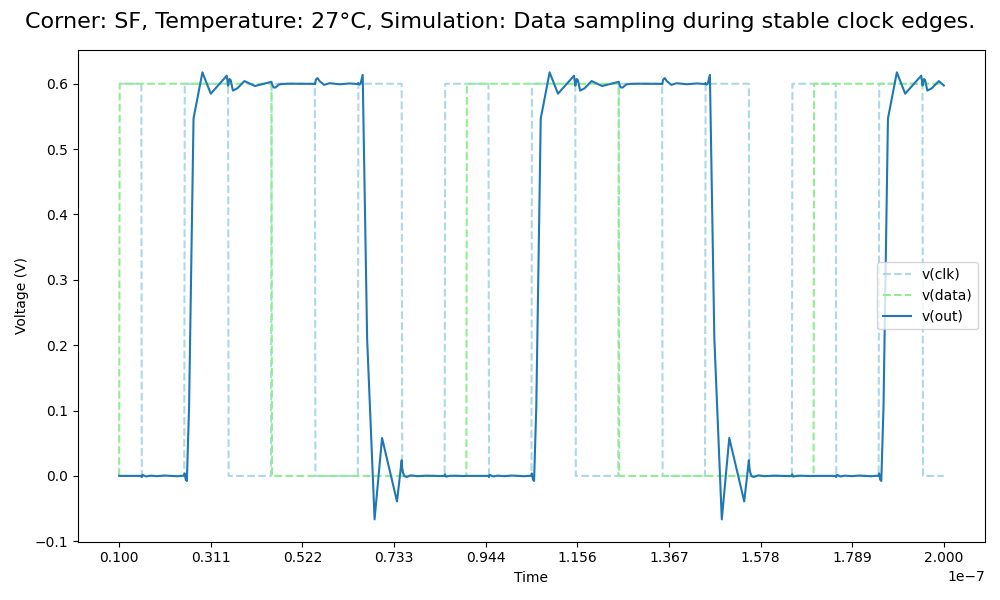 Corner: SF, Temperature: 27°C, Simulation: Data sampling during stable clock edges.
Voltage (V)
0.6
0.5
0.4
0.3
0.2
0.1
0.0
−0.1
v(clk)
v(data)
v(out)
0.100 0.311 0.522 0.733 0.944 1.156 1.367 1.578 1.789 2.000
Time
1e−7